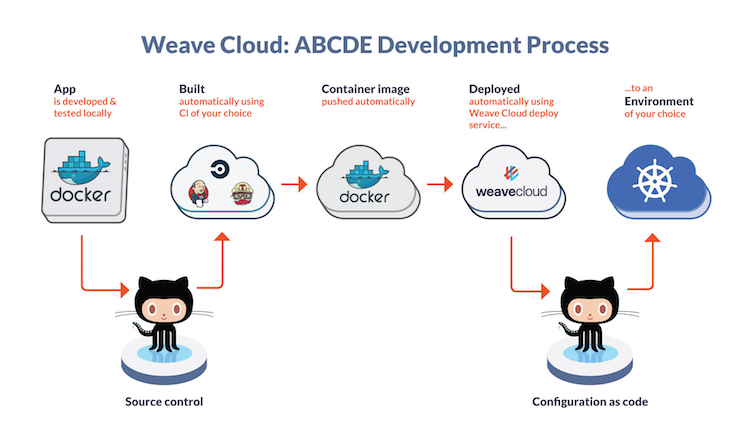 Weave Cloud: ABCDE Development Process
App
is developed &
tested locally
Built
automatically using
CI of your choice
Container image
pushed automatically
Deployed
automatically using
Weave Cloud deploy
service...
...to an
Environment
of your choice
docker
docker
weavecloud
Source control
Configuration as code